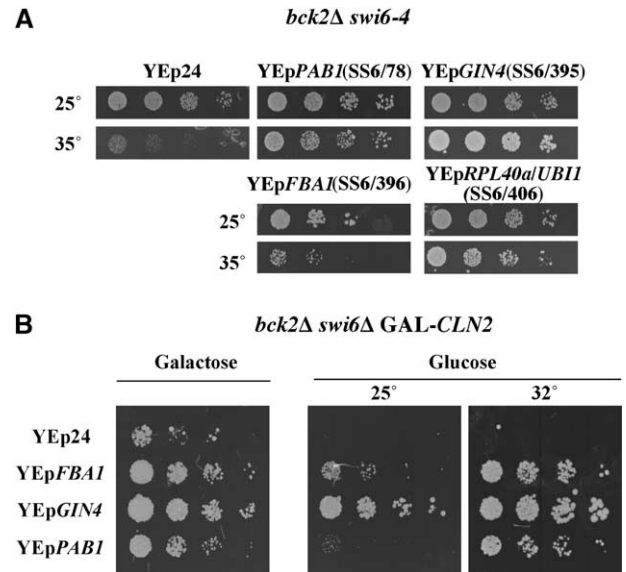 A
bck2Δ swi6-4
YEp24 YEpPAB1(SS6/78) YEpGIN4(SS6/395)
25°
35°
YEpFBA1(SS6/396) YEpRPL40a/UBI1
(SS6/406)
25°
35°
B
bck2Δ swi6Δ GAL-CLN2
Galactose Glucose
25° 32°
YEp24
YEpFBA1
YEpGIN4
YEpPAB1